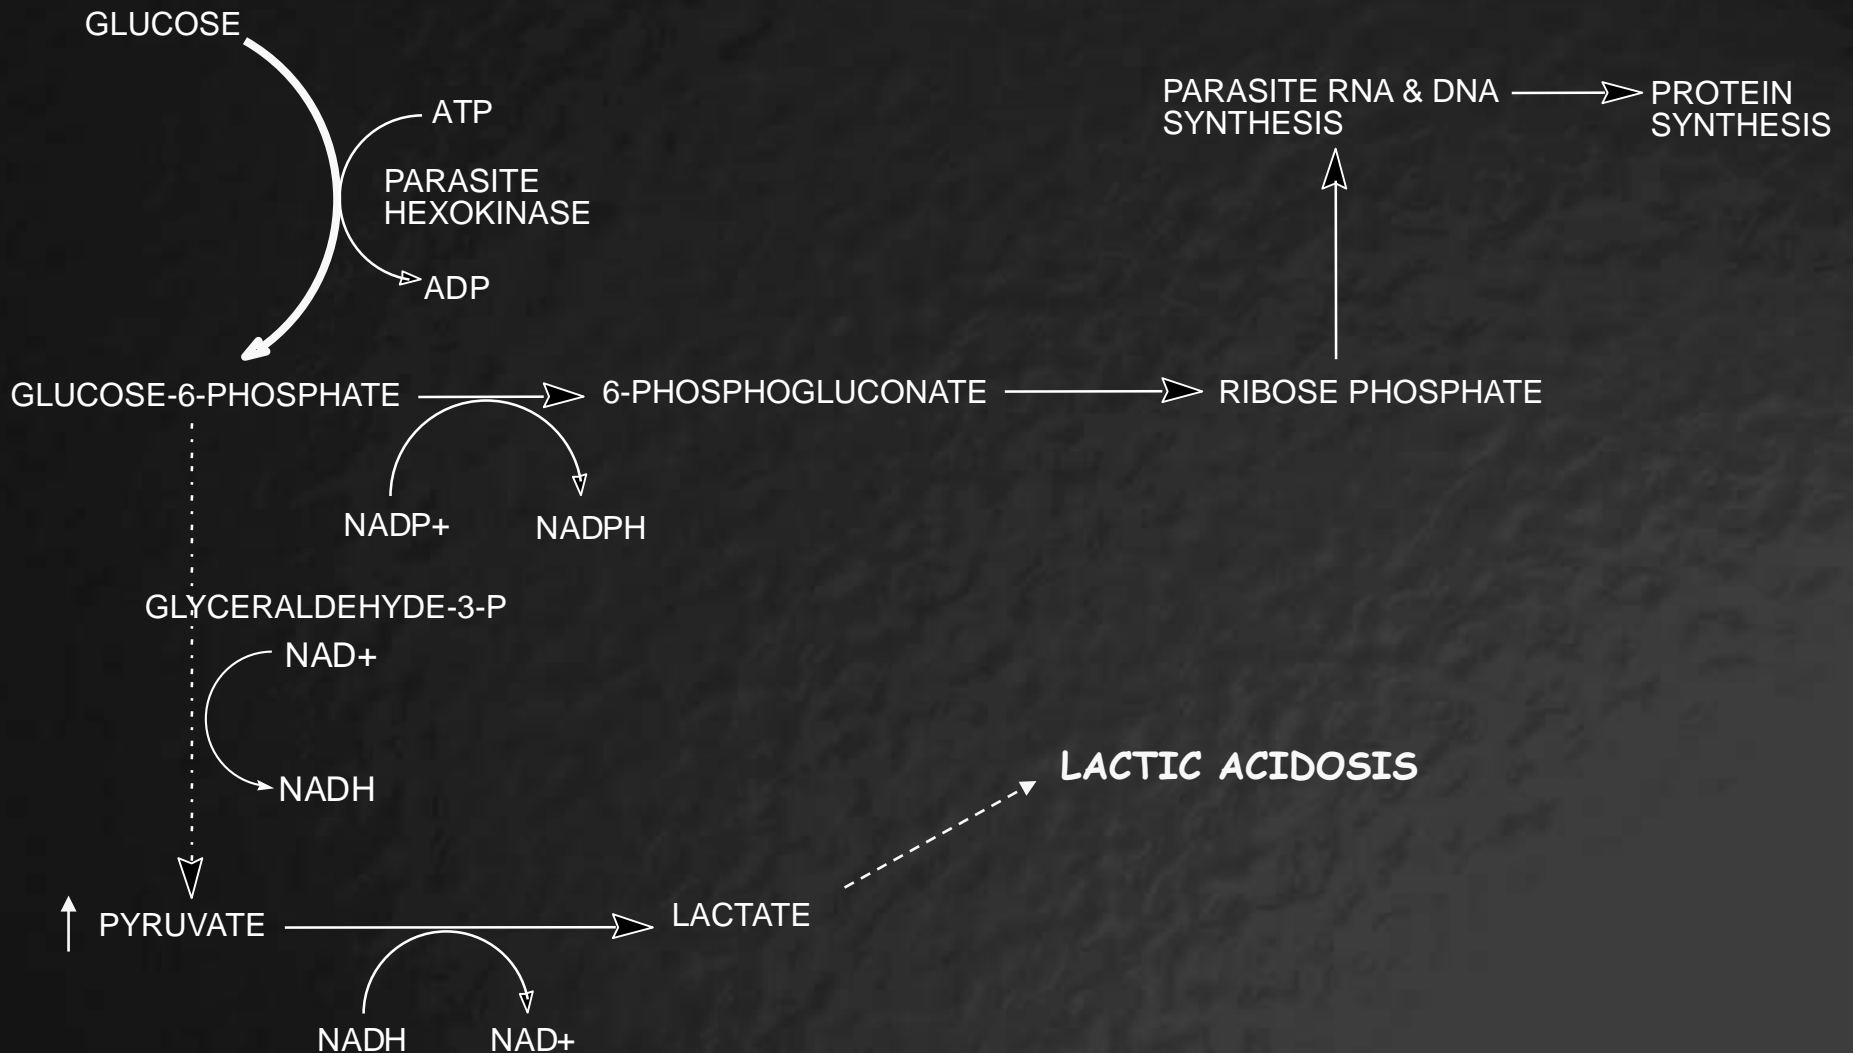 GLUCOSE
ATP
PARASITE
HEXOKINASE
ADP
PARASITE RNA & DNA
SYNTHESIS
PROTEIN
SYNTHESIS
GLUCOSE-6-PHOSPHATE
6-PHOSPHOGLUCONATE
RIBOSE PHOSPHATE
NADP+
NADPH
GLYCERALDEHYDE-3-P
NAD+
NADH
LACTIC ACIDOSIS
PYRUVATE
LACTATE
NADH
NAD+